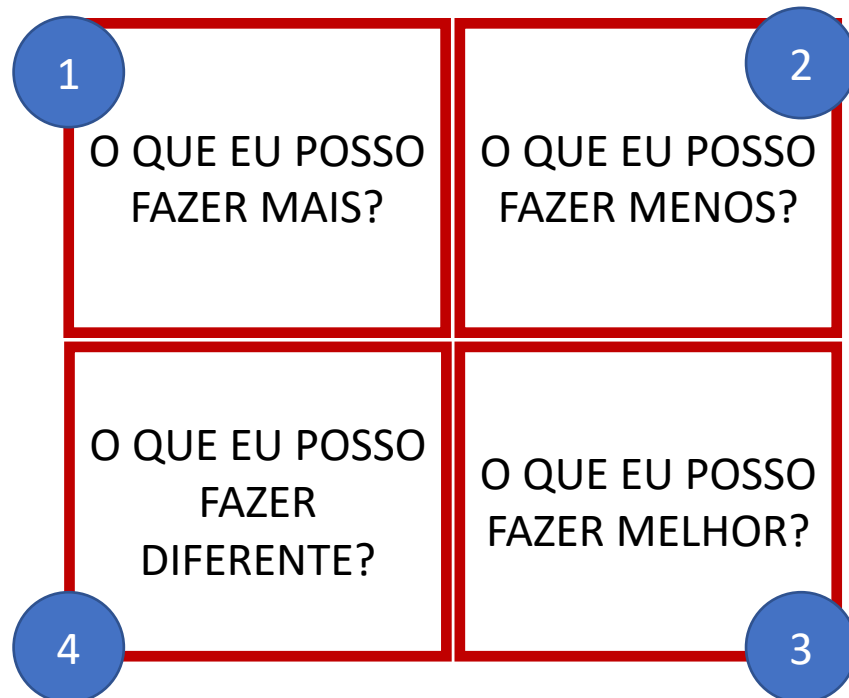 1
O QUE EU POSSO
FAZER MAIS?
2
O QUE EU POSSO
FAZER MENOS?
3
O QUE EU POSSO
FAZER MELHOR?
4
O QUE EU POSSO
FAZER
DIFERENTE?